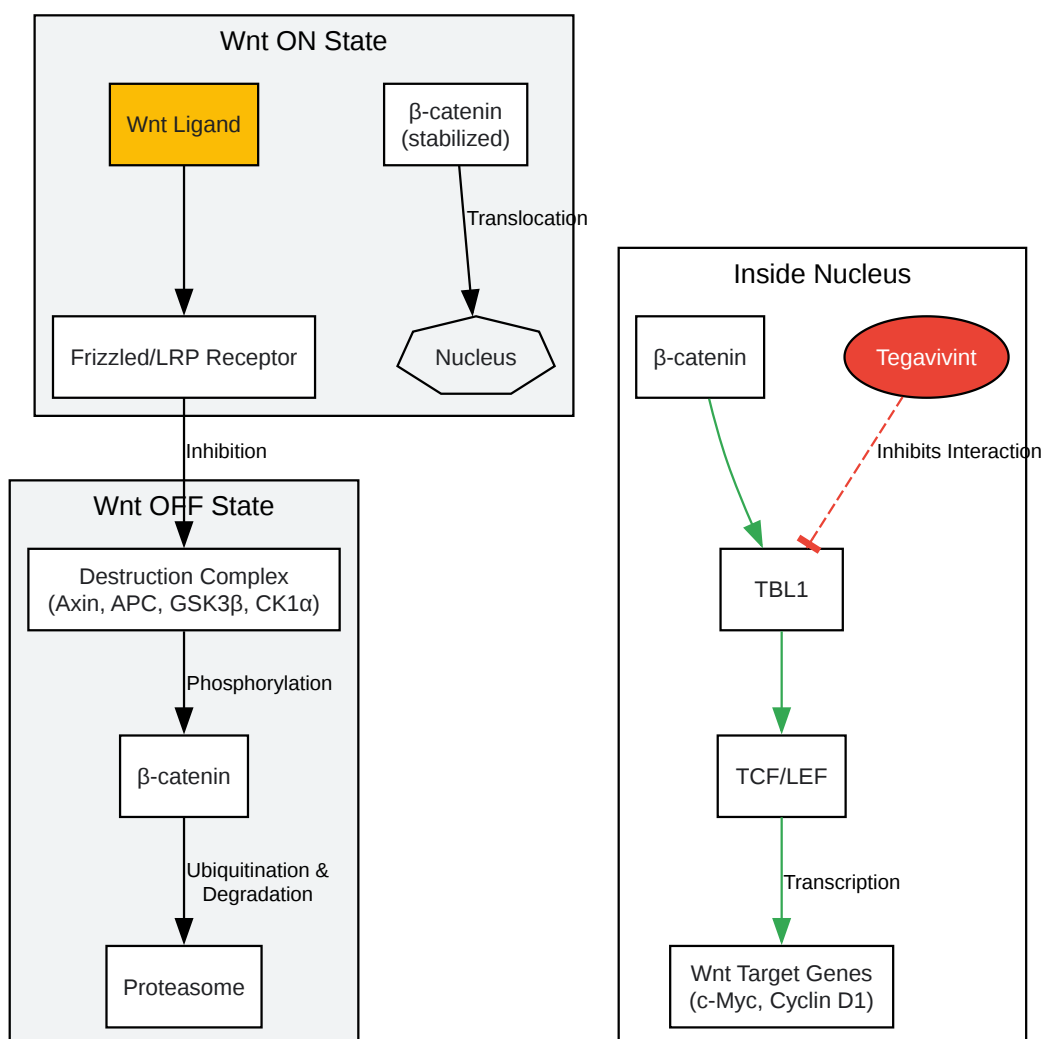 Wnt ON State
Wnt Ligand
β-catenin
(stabilized)
Translocation
Frizzled/LRP Receptor
Nucleus
Inhibition
Wnt OFF State
Destruction Complex
(Axin, APC, GSK3β, CK1α)
Phosphorylation
β-catenin
Ubiquitination &
Degradation
Proteasome
Inside Nucleus
β-catenin
Tegavivint
Inhibits Interaction
TBL1
TCF/LEF
Transcription
Wnt Target Genes
(c-Myc, Cyclin D1)